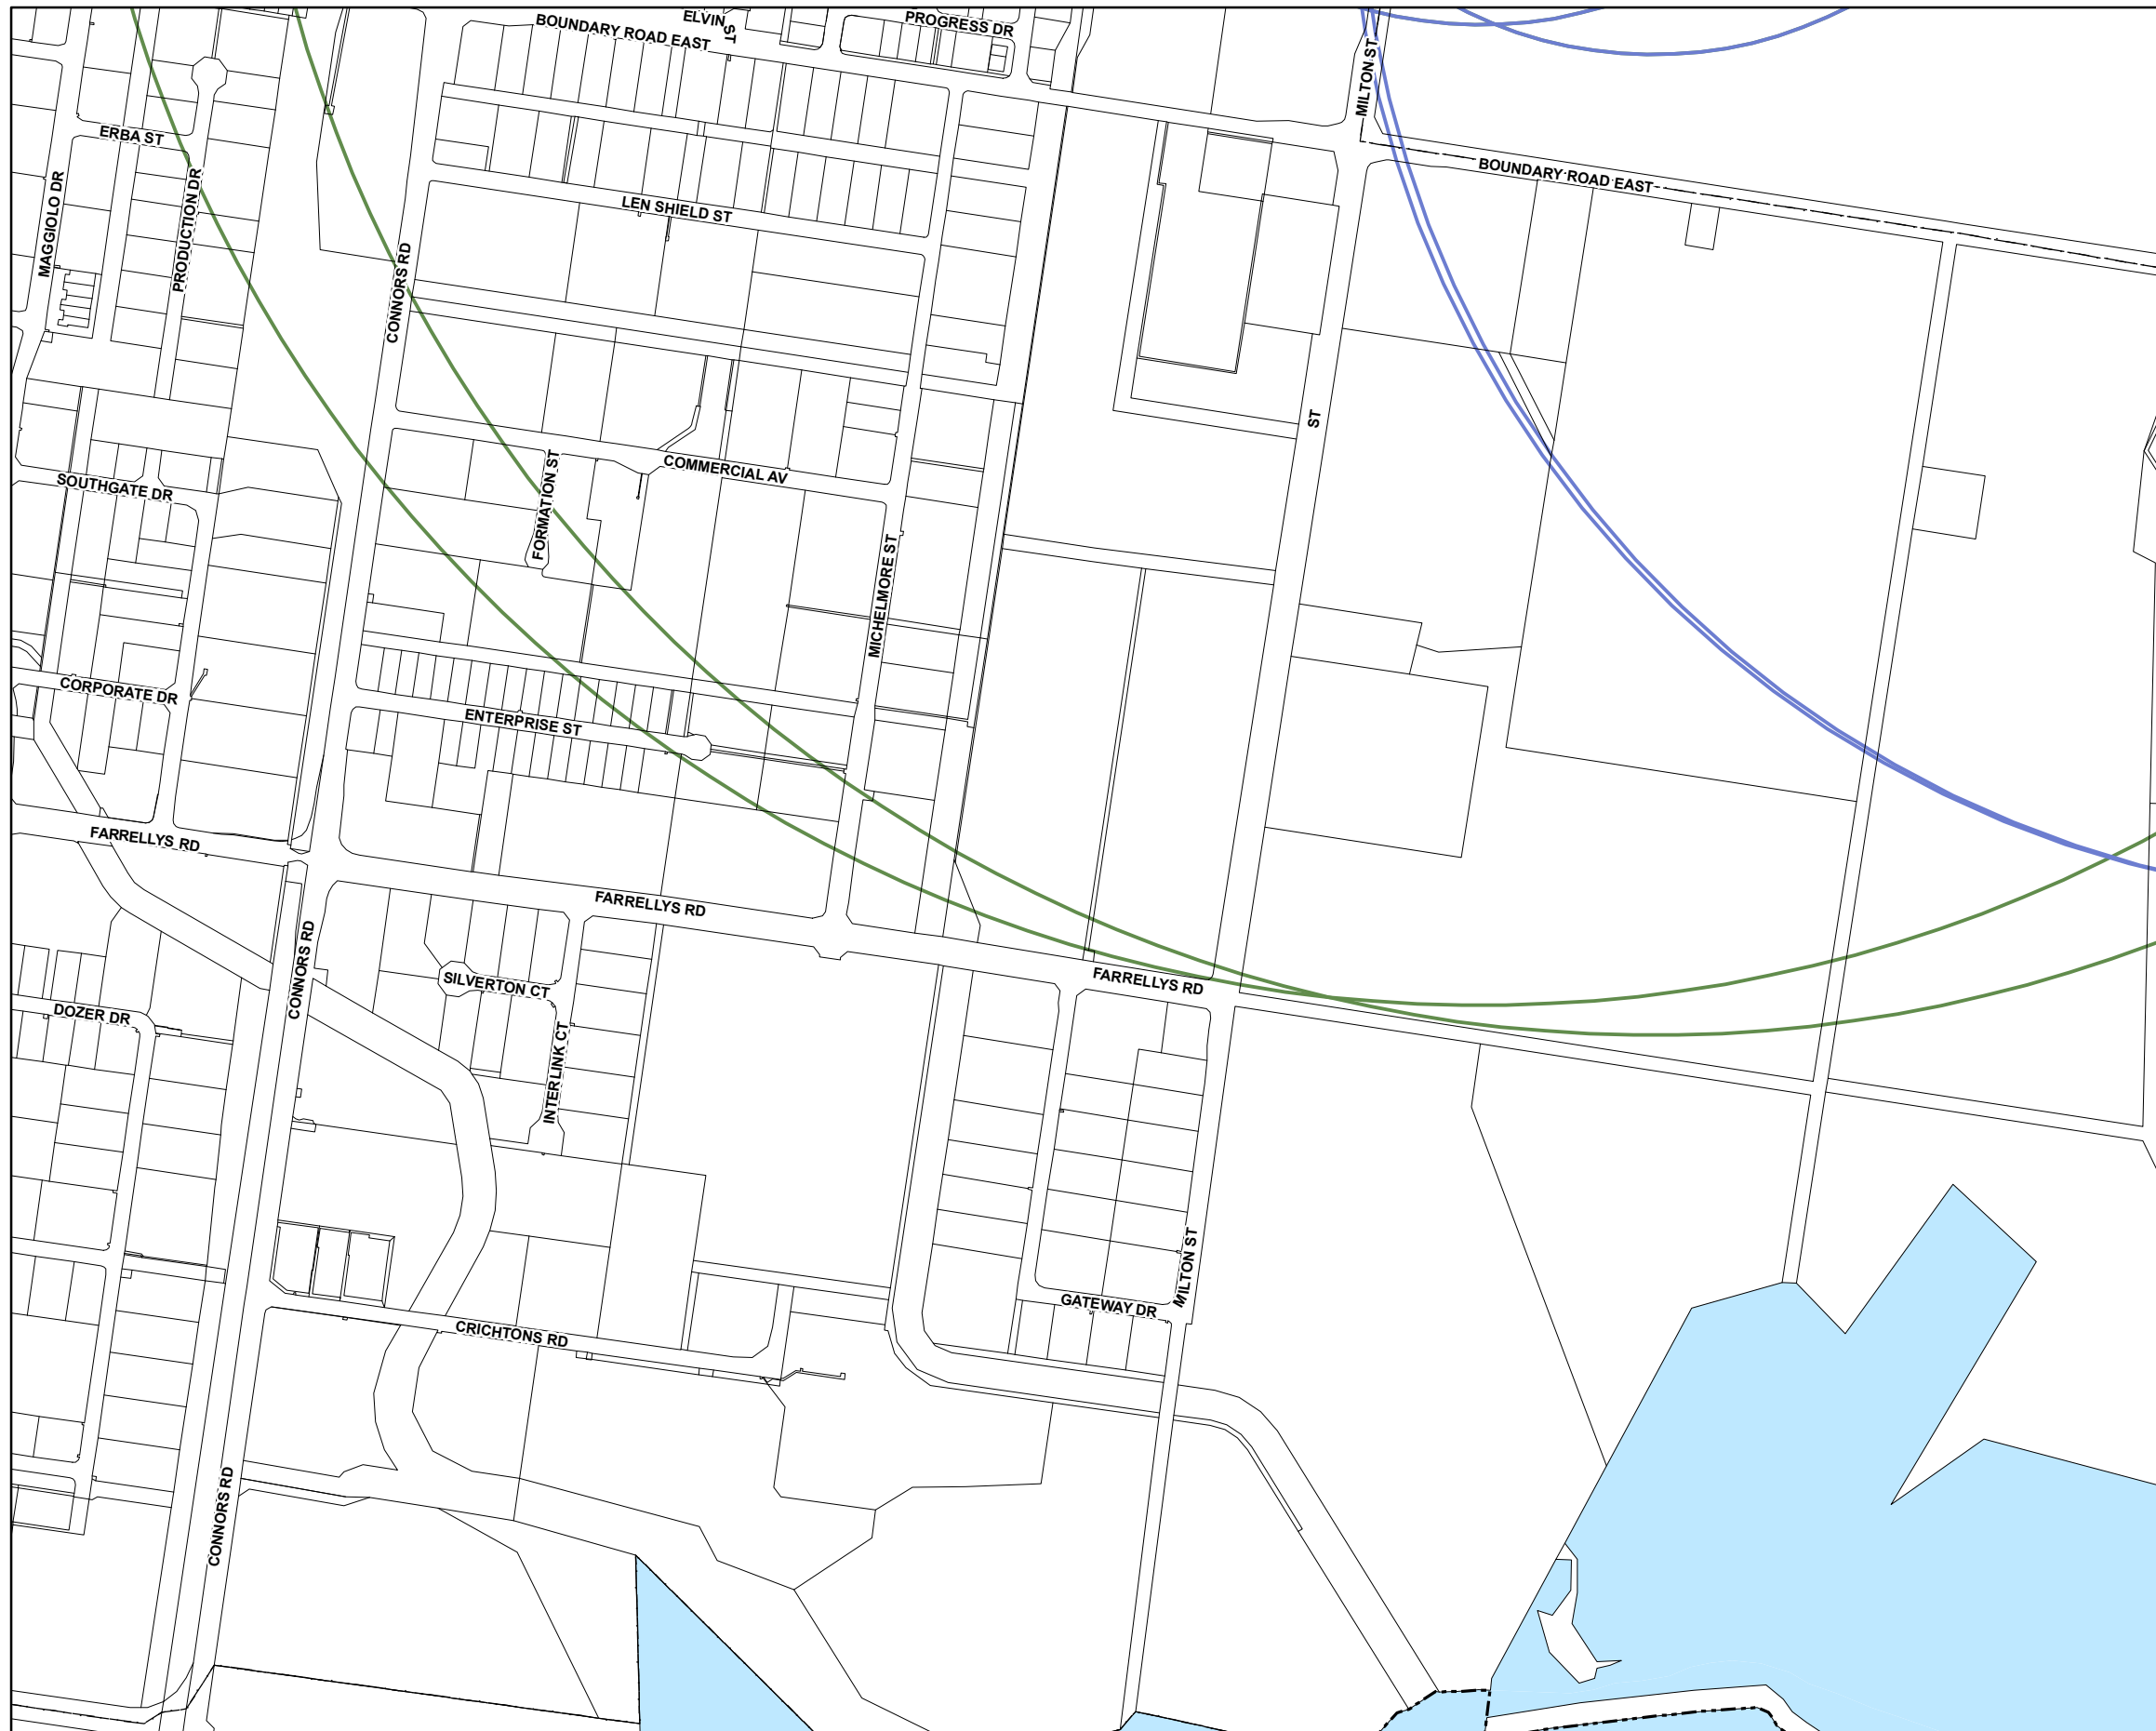 ELVIN ST
PROGRESS DR
BOUNDARY ROAD EAST
MILTON ST
ERBA ST
BOUNDARY ROAD EAST
MAGGIOLO DR
PRODUCTION DR
LEN SHIELD ST
CONNORS RD
ST
COMMERCIAL AV
SOUTHGATE DR
FORMATION ST
MICHELMORE ST
CORPORATE DR
ENTERPRISE ST
FARRELLYS RD
FARRELLYS RD
CONNORS RD
SILVERTON CT
FARRELLYS RD
DOZER DR
INTERLINK CT
MILTON ST
GATEWAY DR
CRICHTONS RD
CONNORS RD